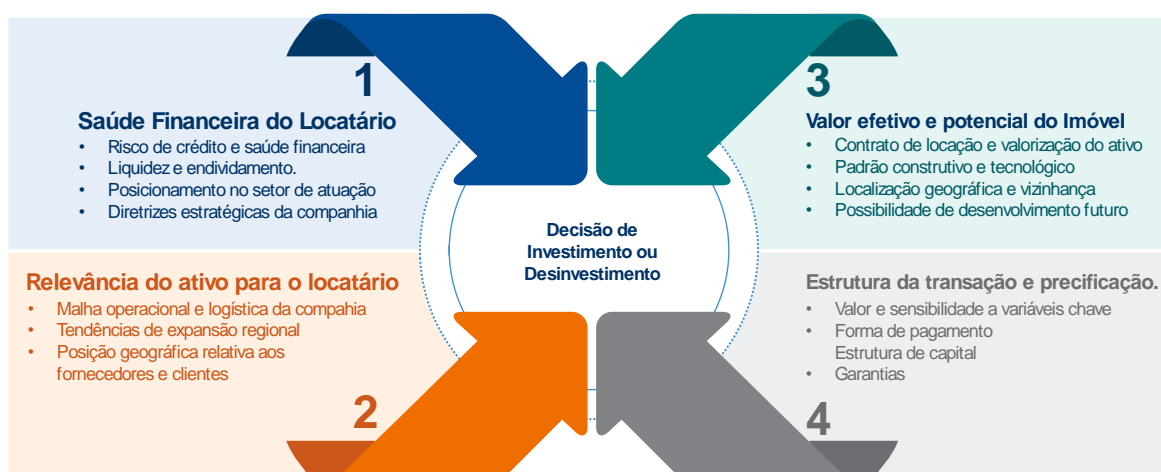 1
Saúde Financeira do Locatário
• Risco de crédito e saúde financeira
• Liquidez e endividamento.
• Posicionamento no setor de atuação
• Diretrizes estratégicas da companhia
Relevância do ativo para o locatário
• Malha operacional e logística da compahia
• Tendências de expansão regional
• Posição geográfica relativa aos
fornecedores e clientes
2
Decisão de
Investimento ou
Desinvestimento
3
Valor efetivo e potencial do Imóvel
• Contrato de locação e valorização do ativo
• Padrão construtivo e tecnológico
• Localização geográfica e vizinhança
• Possibilidade de desenvolvimento futuro
Estrutura da transação e precificação.
• Valor e sensibilidade a variáveis chave
• Forma de pagamento
Estrutura de capital
• Garantias
4